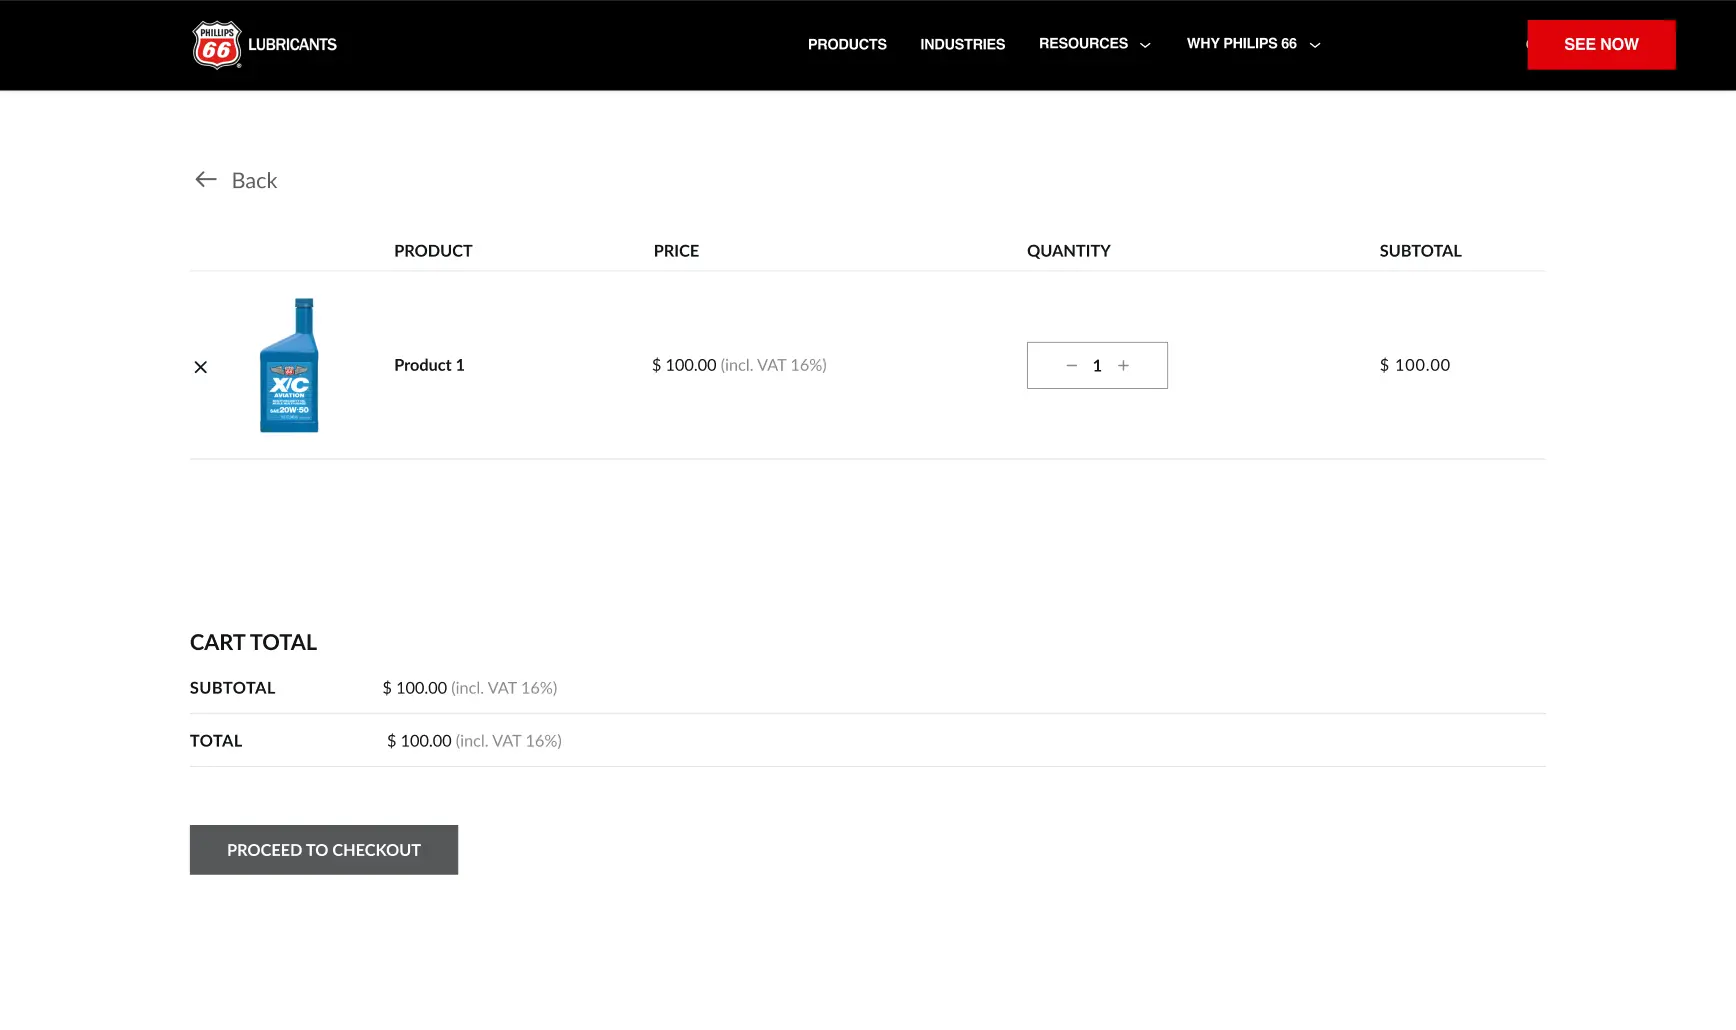 PHILLIPS
66
LUBRICANTS
PRODUCTS
INDUSTRIES
RESOURCES
WHY PHILIPS 66
SEE NOW
Back
PRODUCT
PRICE
QUANTITY
SUBTOTAL
X/C
AVIATION
SAE 20W-50
Product 1
$ 100.00 (incl. VAT 16%)
− 1 +
$ 100.00
CART TOTAL
SUBTOTAL
$ 100.00 (incl. VAT 16%)
TOTAL
$ 100.00 (incl. VAT 16%)
PROCEED TO CHECKOUT